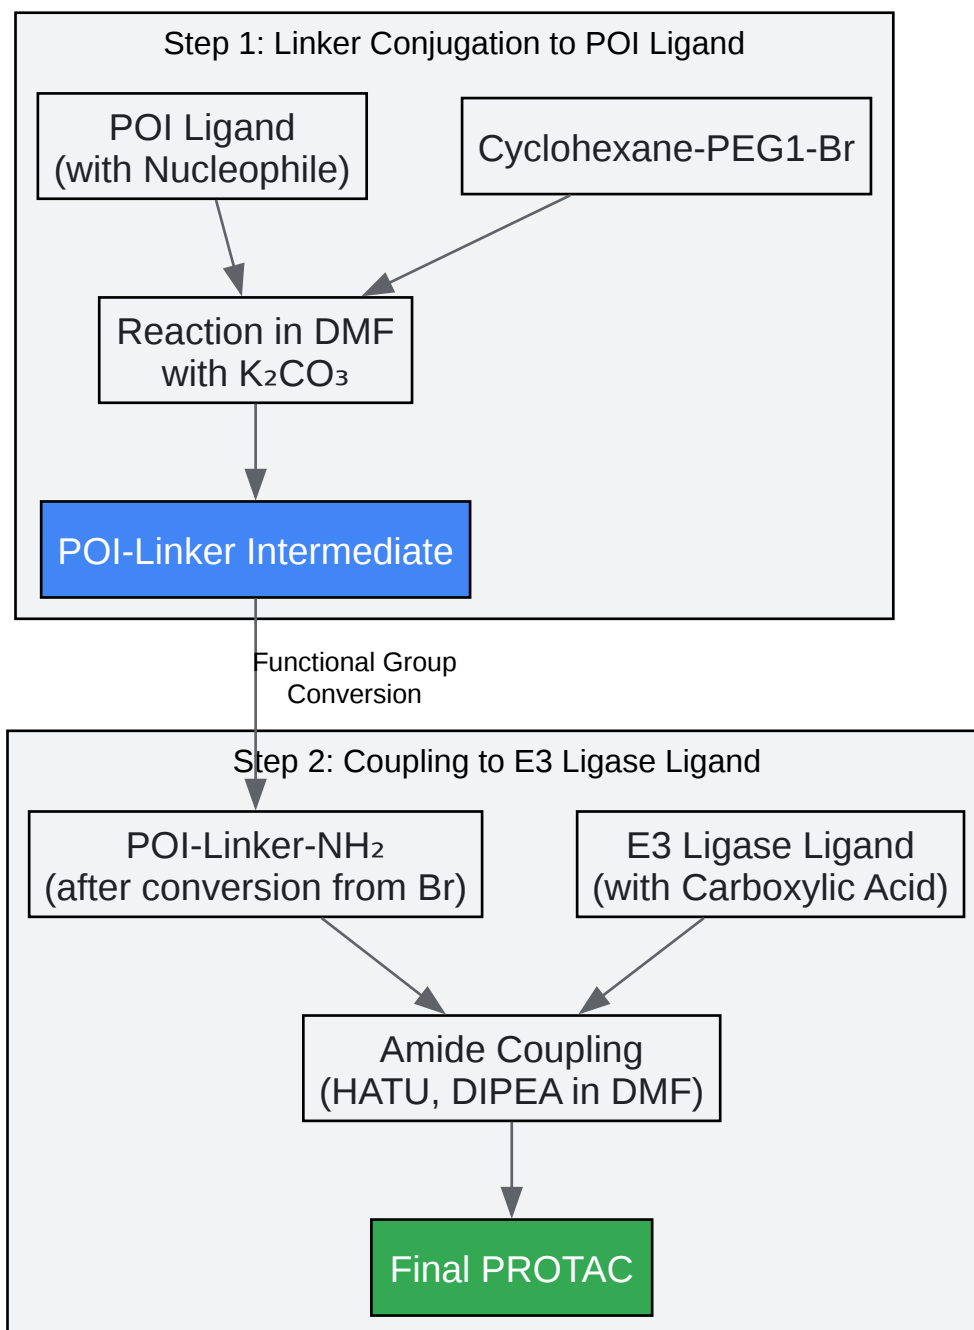 Step 1: Linker Conjugation to POI Ligand
POI Ligand
(with Nucleophile)
Cyclohexane-PEG1-Br
Reaction in DMF
with K₂CO₃
POI-Linker Intermediate
Functional Group
Conversion
Step 2: Coupling to E3 Ligase Ligand
POI-Linker-NH₂
(after conversion from Br)
E3 Ligase Ligand
(with Carboxylic Acid)
Amide Coupling
(HATU, DIPEA in DMF)
Final PROTAC